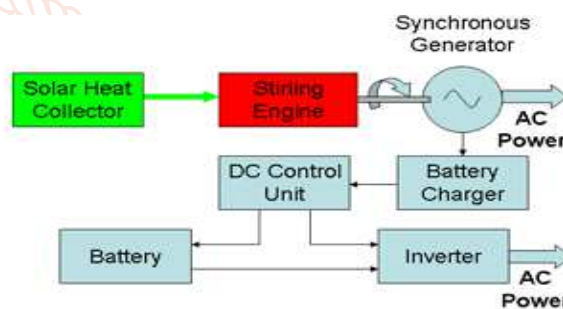 Synchronous
Generator
Solar Heat
Collector
Stirling
Engine
AC
Power
DC Control
Unit
Battery
Charger
Battery
Inverter
AC
Power